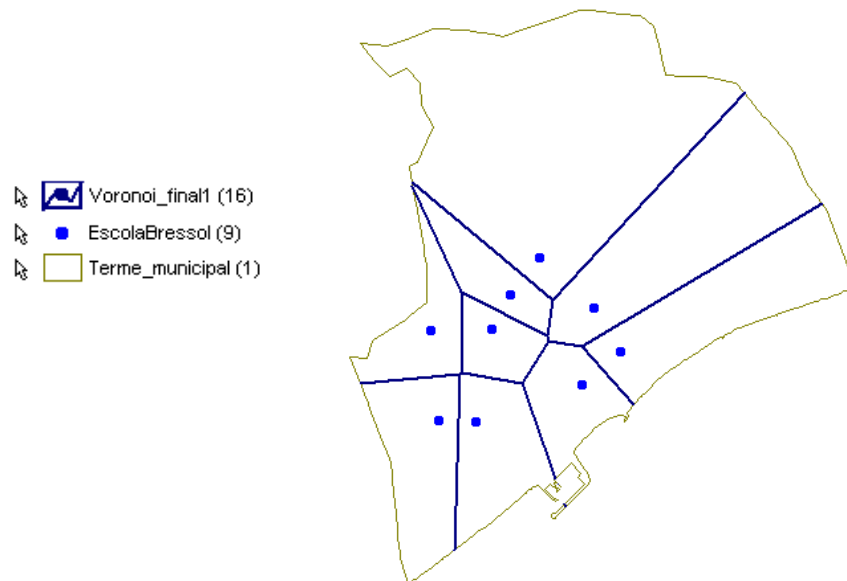 Voronoi_final1 (16)
EscolaBressol (9)
Terme_municipal (1)